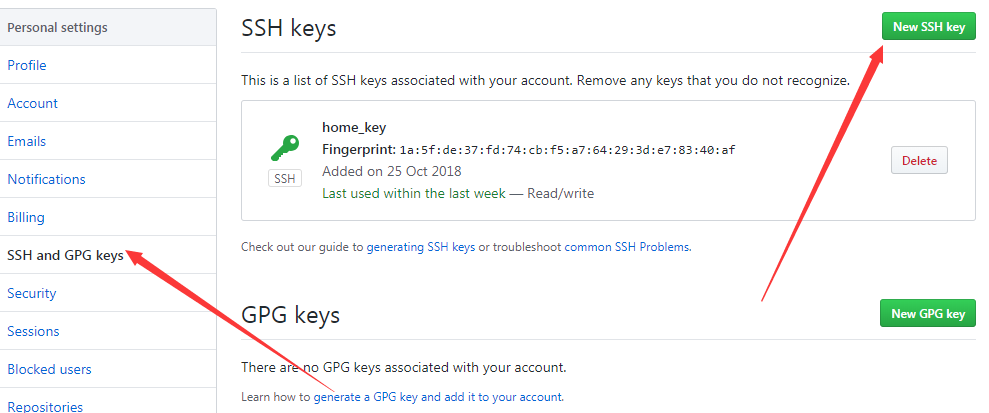 Personal settings
Profile
Account
Emails
Notifications
Billing
SSH and GPG keys
Security
Sessions
Blocked users
Repositories
SSH keys
New SSH key
This is a list of SSH keys associated with your account. Remove any keys that you do not recognize.
home_key
Fingerprint: 1a:5f:de:37:fd:74:cb:f5:a7:64:29:3d:e7:83:40:af
SSH
Added on 25 Oct 2018
Last used within the last week — Read/write
Delete
Check out our guide to generating SSH keys or troubleshoot common SSH Problems.
GPG keys
New GPG key
There are no GPG keys associated with your account.
Learn how to generate a GPG key and add it to your account.